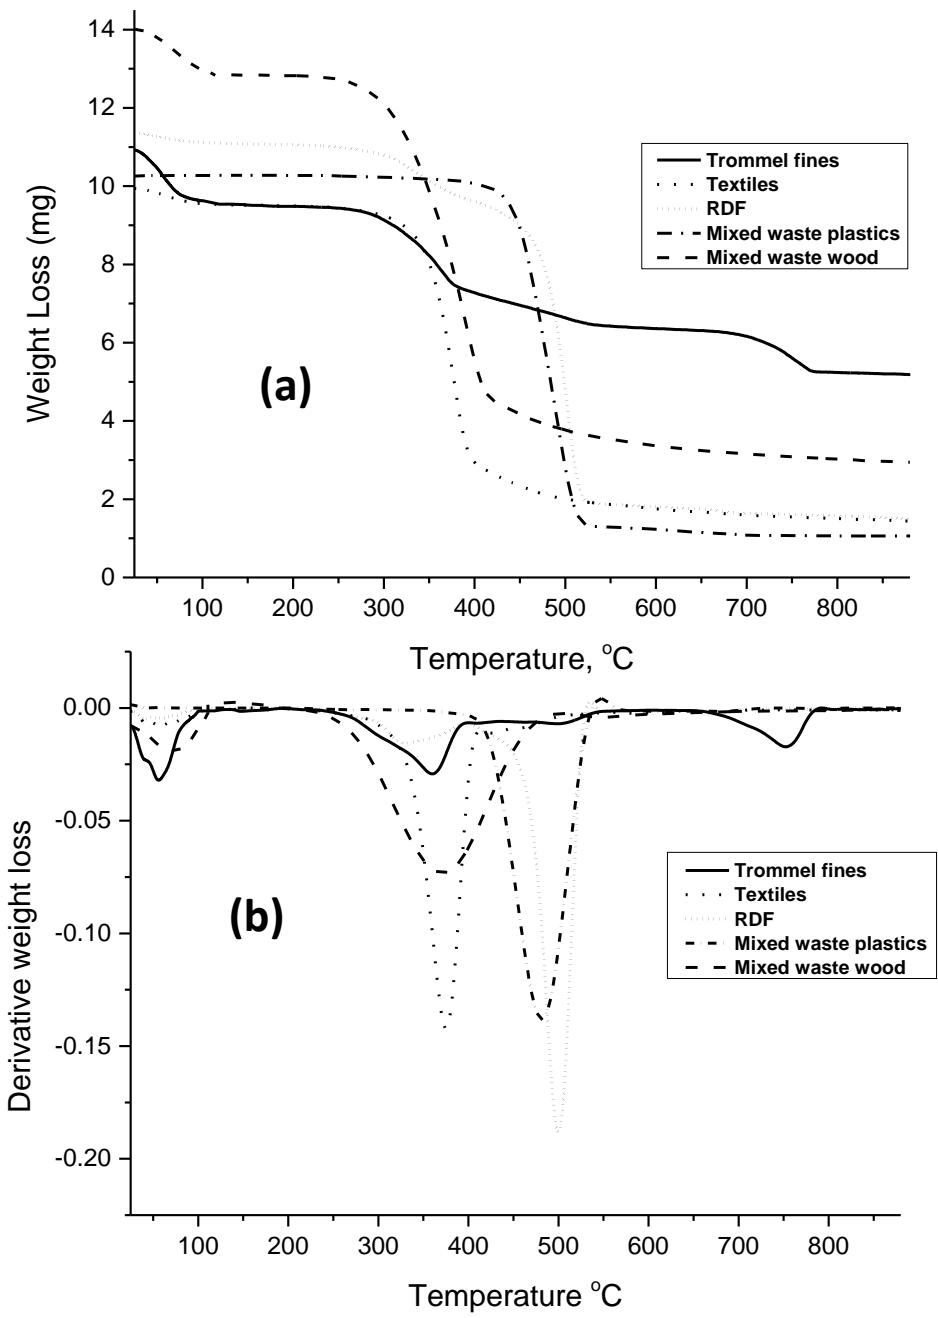 14
12
10
8
6
4
2
0
Weight Loss (mg)
Trommel fines
Textiles
RDF
Mixed waste plastics
Mixed waste wood
(a)
100 200 300 400 500 600 700 800
Temperature, °C
0.00
-0.05
-0.10
-0.15
-0.20
Derivative weight loss
Trommel fines
Textiles
RDF
Mixed waste plastics
Mixed waste wood
(b)
100 200 300 400 500 600 700 800
Temperature °C